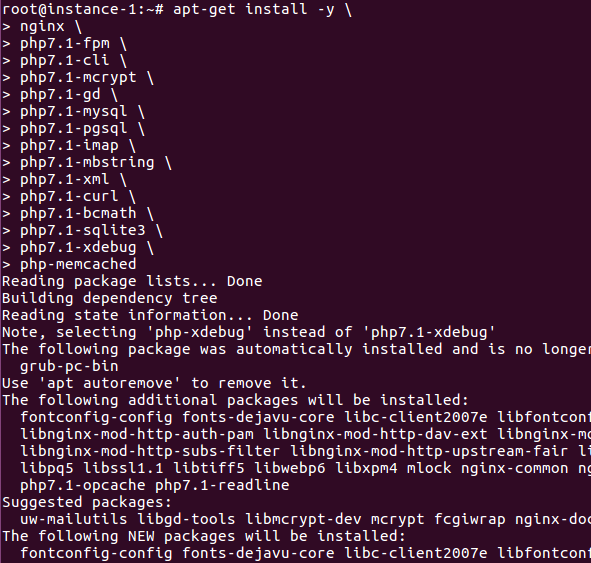 root@instance-1:~# apt-get install -y \
> nginx \
> php7.1-fpm \
> php7.1-cli \
> php7.1-mcrypt \
> php7.1-gd \
> php7.1-mysql \
> php7.1-pgsql \
> php7.1-imap \
> php7.1-mbstring \
> php7.1-xml \
> php7.1-curl \
> php7.1-bcmath \
> php7.1-sqlite3 \
> php7.1-xdebug \
> php-memcached
Reading package lists... Done
Building dependency tree
Reading state information... Done
Note, selecting 'php-xdebug' instead of 'php7.1-xdebug'
The following package was automatically installed and is no longer
  grub-pc-bin
Use 'apt autoremove' to remove it.
The following additional packages will be installed:
  fontconfig-config fonts-dejavu-core libc-client2007e libfontconf
  libnginx-mod-http-auth-pam libnginx-mod-http-dav-ext libnginx-mo
  libnginx-mod-http-subs-filter libnginx-mod-http-upstream-fair li
  libpq5 libssl1.1 libtiff5 libwebp6 libxpm4 mlock nginx-common ng
  php7.1-opcache php7.1-readline
Suggested packages:
  uw-mailutils libgd-tools libmcrypt-dev mcrypt fcgiwrap nginx-doc
The following NEW packages will be installed:
  fontconfig-config fonts-dejavu-core libc-client2007e libfontconf